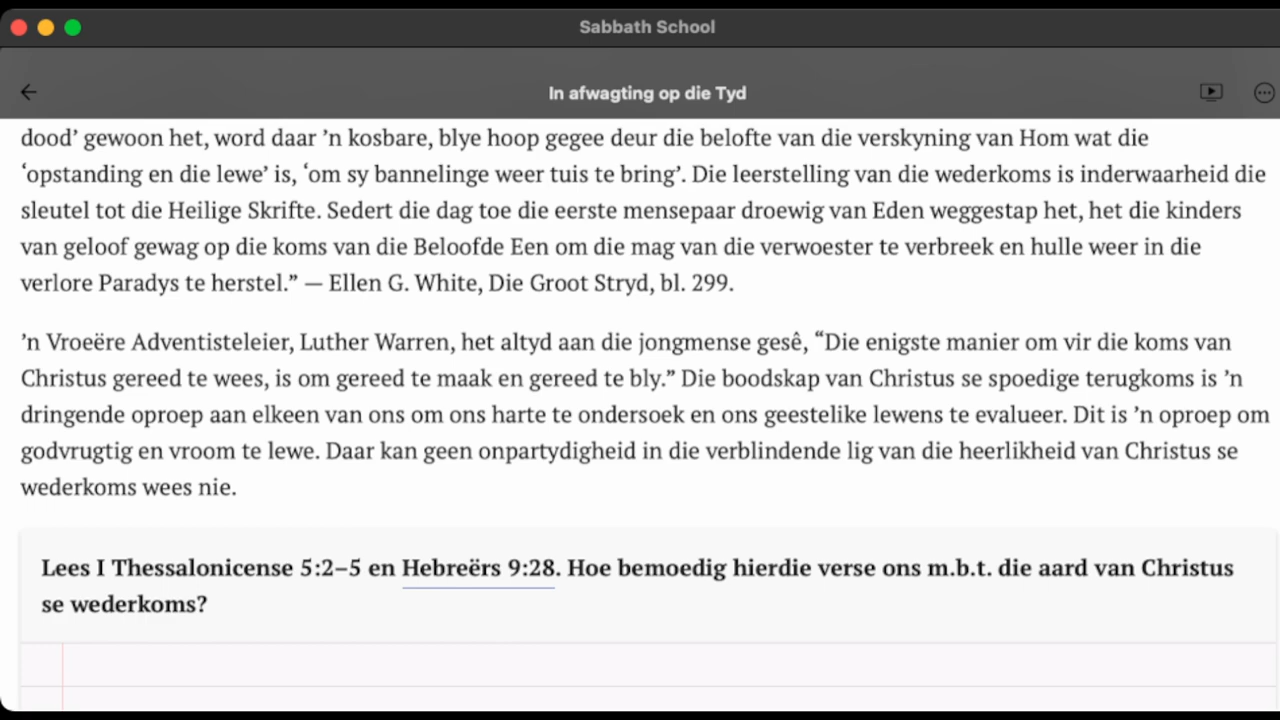 Sabbath School
In afwagting op die Tyd
dood’ gewoon het, word daar ’n kosbare, blye hoop gegee deur die belofte van die verskyning van Hom wat die
‘opstanding en die lewe’ is, ‘om sy bannelinge weer tuis te bring’. Die leerstelling van die wederkoms is inderwaarheid die
sleutel tot die Heilige Skrifte. Sedert die dag toe die eerste mensepaar droewig van Eden weggestap het, het die kinders
van geloof gewag op die koms van die Beloofde Een om die mag van die verwoester te verbreek en hulle weer in die
verlore Paradys te herstel.” — Ellen G. White, Die Groot Stryd, bl. 299.
’n Vroeëre Adventisteleier, Luther Warren, het altyd aan die jongmense gesê, “Die enigste manier om vir die koms van
Christus gereed te wees, is om gereed te maak en gereed te bly.” Die boodskap van Christus se spoedige terugkoms is ’n
dringende oproep aan elkeen van ons om ons harte te ondersoek en ons geestelike lewens te evalueer. Dit is ’n oproep om
godvrugtig en vroom te lewe. Daar kan geen onpartydigheid in die verblindende lig van die heerlikheid van Christus se
wederkoms wees nie.
Lees I Thessalonicense 5:2–5 en Hebreërs 9:28. Hoe bemoedig hierdie verse ons m.b.t. die aard van Christus
se wederkoms?